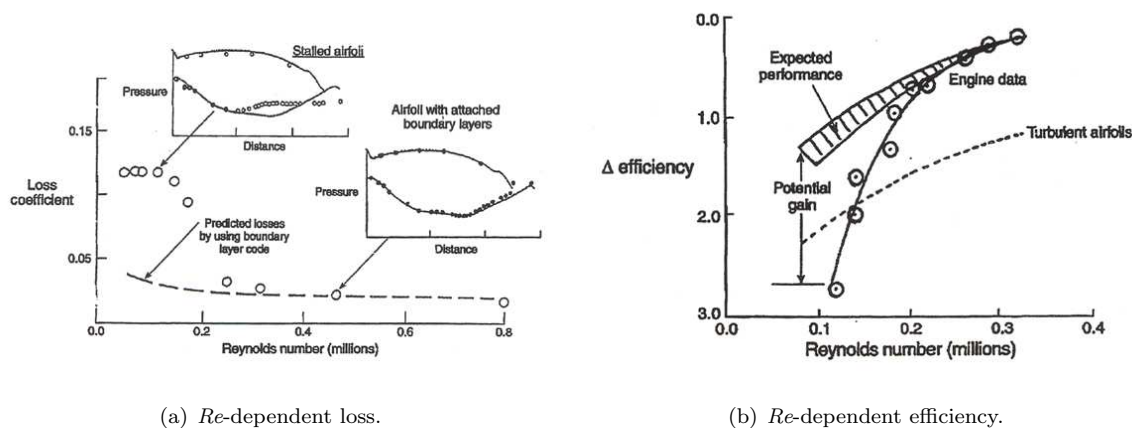 Stalled airfoil
Pressure
Distance
Airfoil with attached
boundary layers
Pressure
Distance
0.15
Loss
coefficient
Predicted losses
by using boundary
layer code
0.05
0.0
0.2
0.4
0.6
0.8
Reynolds number (millions)
(a) Re-dependent loss.
0.0
Expected
performance
Engine data
1.0
Turbulent airfoils
Δ efficiency
Potential
gain
2.0
3.0
0.0
0.1
0.2
0.3
0.4
Reynolds number (millions)
(b) Re-dependent efficiency.